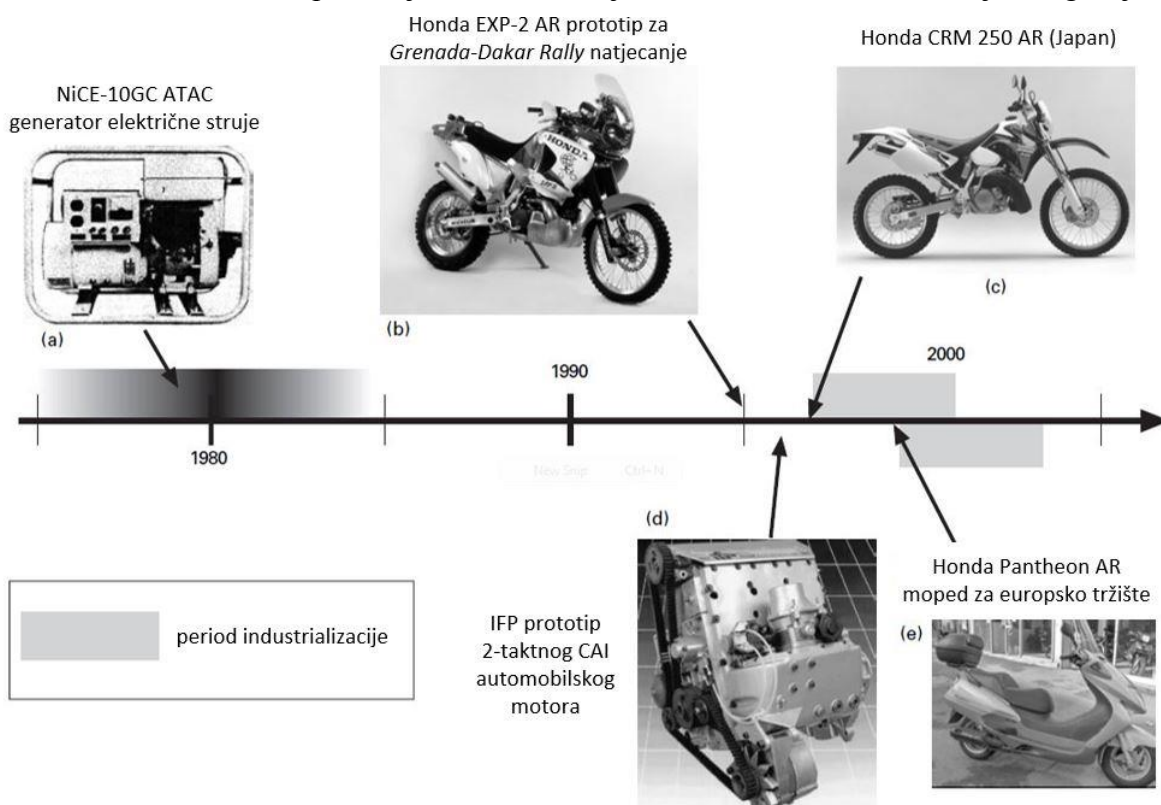 Honda EXP-2 AR prototip za
Grenada-Dakar Rally natjecanje
Honda CRM 250 AR (Japan)
NiCE-10GC ATAC
generator električne struje
HONDA
(a)
(b)
(c)
2000
1990
1980
New Snip Ctrl+N
(d)
Honda Pantheon AR
moped za europsko tržište
(e)
period industrializacije
IFP prototip
2-taktnog CAI
automobilskog
motora